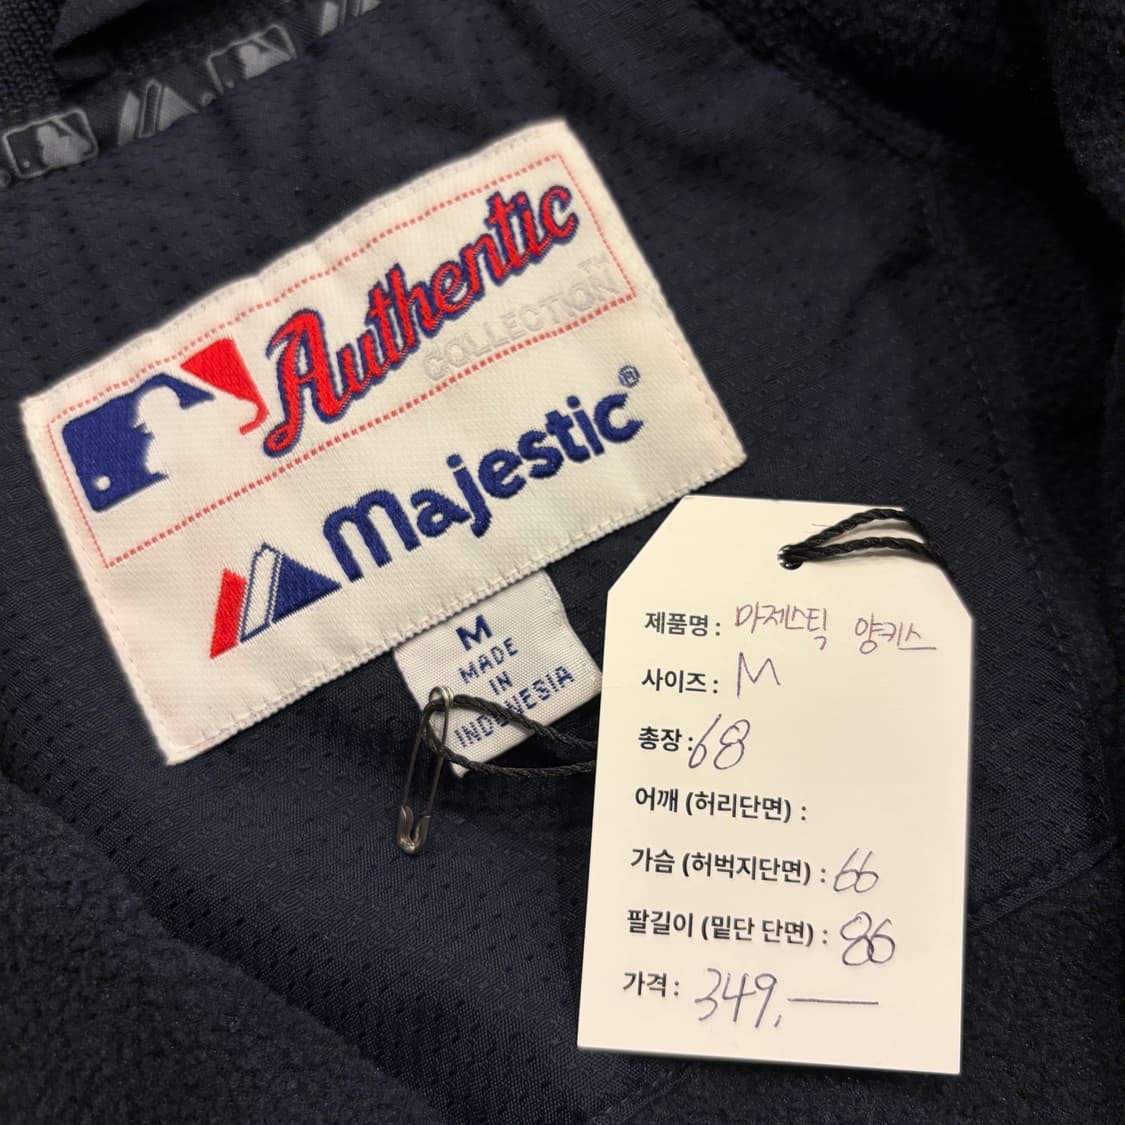 Authentic
COLLECTION™
Majestic®
M
MADE
IN
INDONESIA
제품명 : 마제스틱 양키스
사이즈 : M
총장 : 68
어깨 (허리단면) :
가슴 (허벅지단면) : 66
팔길이 (밑단 단면) : 86
가격 : 349,—